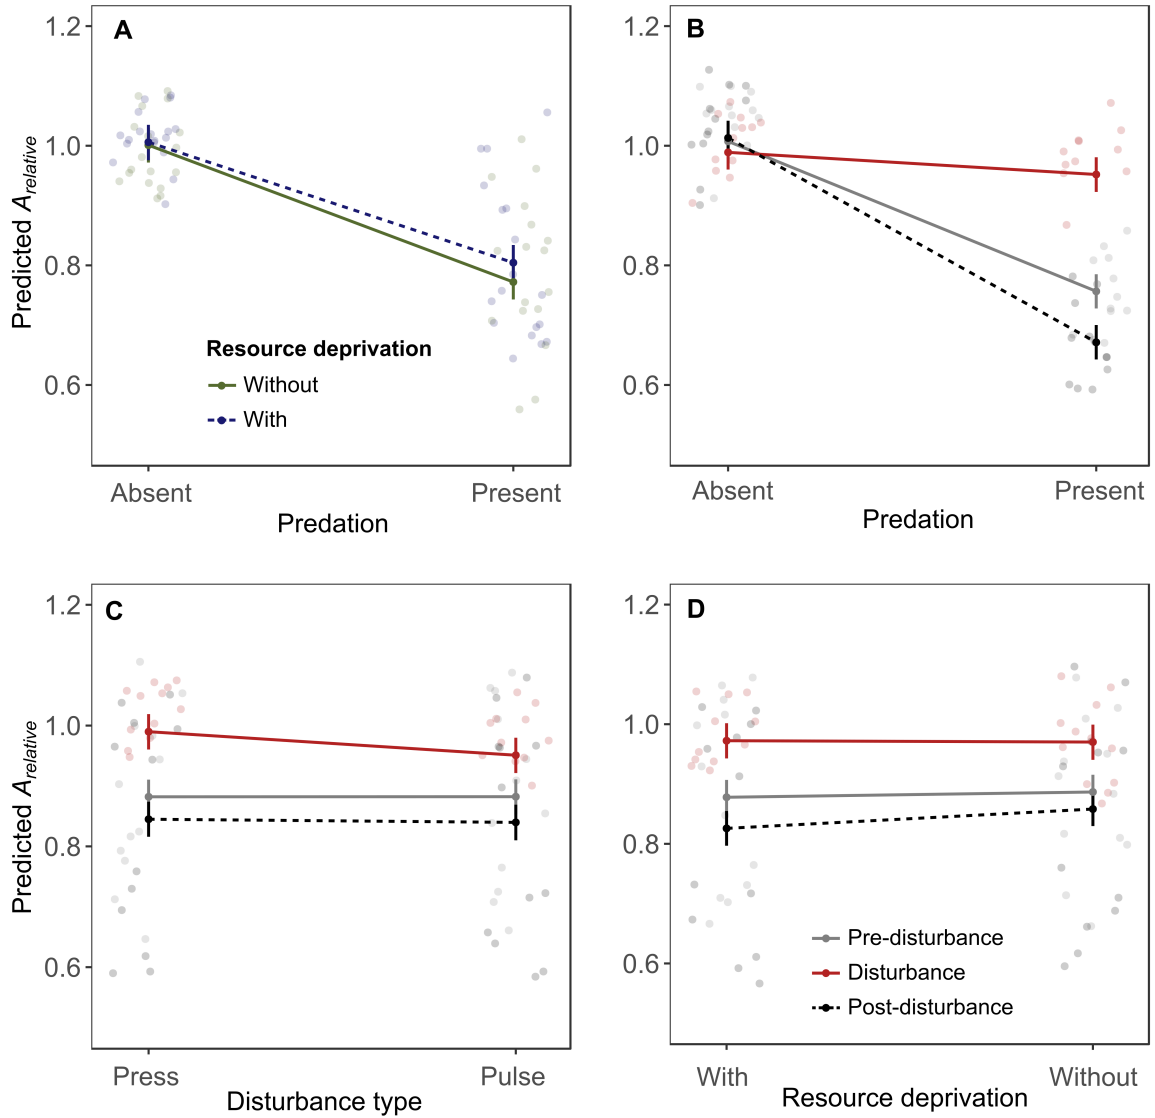 A
1.2
1.0
0.8
0.6
Predicted Arelative
Resource deprivation
Without
With
Absent
Present
Predation
B
1.2
1.0
0.8
0.6
Absent
Present
Predation
C
1.2
1.0
0.8
0.6
Predicted Arelative
Press
Pulse
Disturbance type
D
1.2
1.0
0.8
0.6
Pre-disturbance
Disturbance
Post-disturbance
With
Without
Resource deprivation